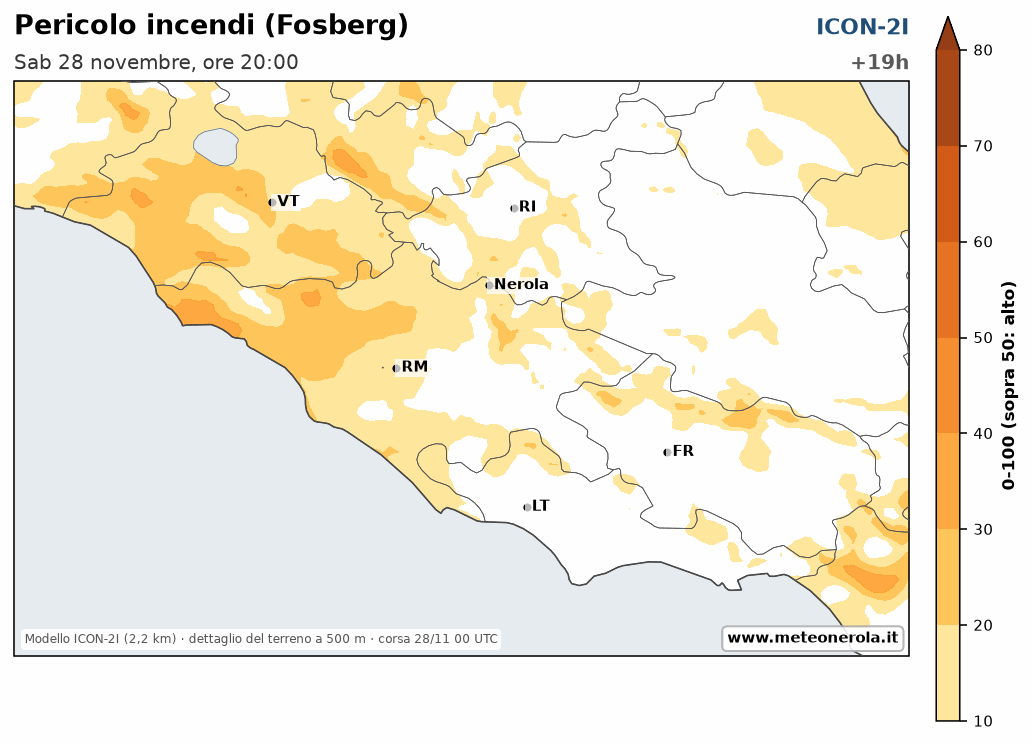 Pericolo incendi (Fosberg)
ICON-2I
Sab 28 novembre, ore 20:00
+19h
80
70
60
50
40
30
20
10
0-100 (sopra 50: alto)
VT
RI
Nerola
RM
FR
LT
Modello ICON-2I (2,2 km) · dettaglio del terreno a 500 m · corsa 28/11 00 UTC
www.meteonerola.it